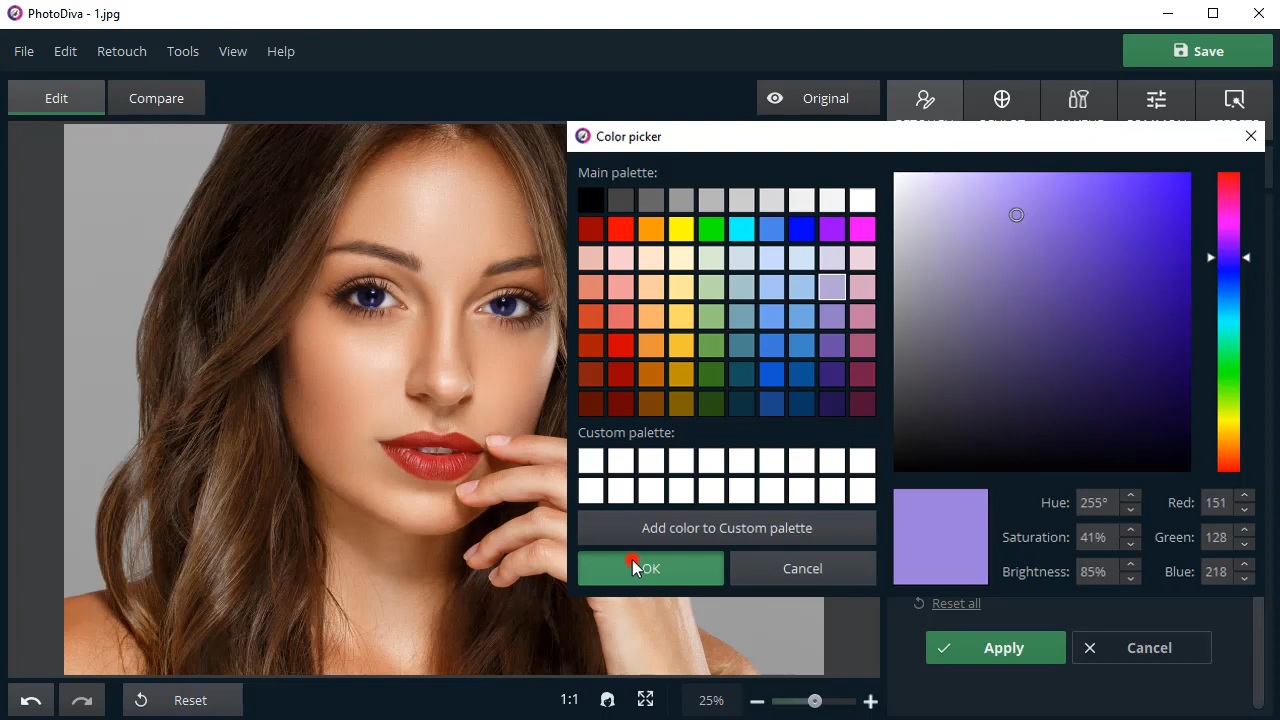 PhotoDiva - 1.jpg
File Edit Retouch Tools View Help
Save
Edit Compare Original
Color picker
Main palette:
Custom palette:
Add color to Custom palette
OK Cancel
Hue: 255° Red: 151
Saturation: 41% Green: 128
Brightness: 85% Blue: 218
Reset all
Apply Cancel
Reset 1:1 25%